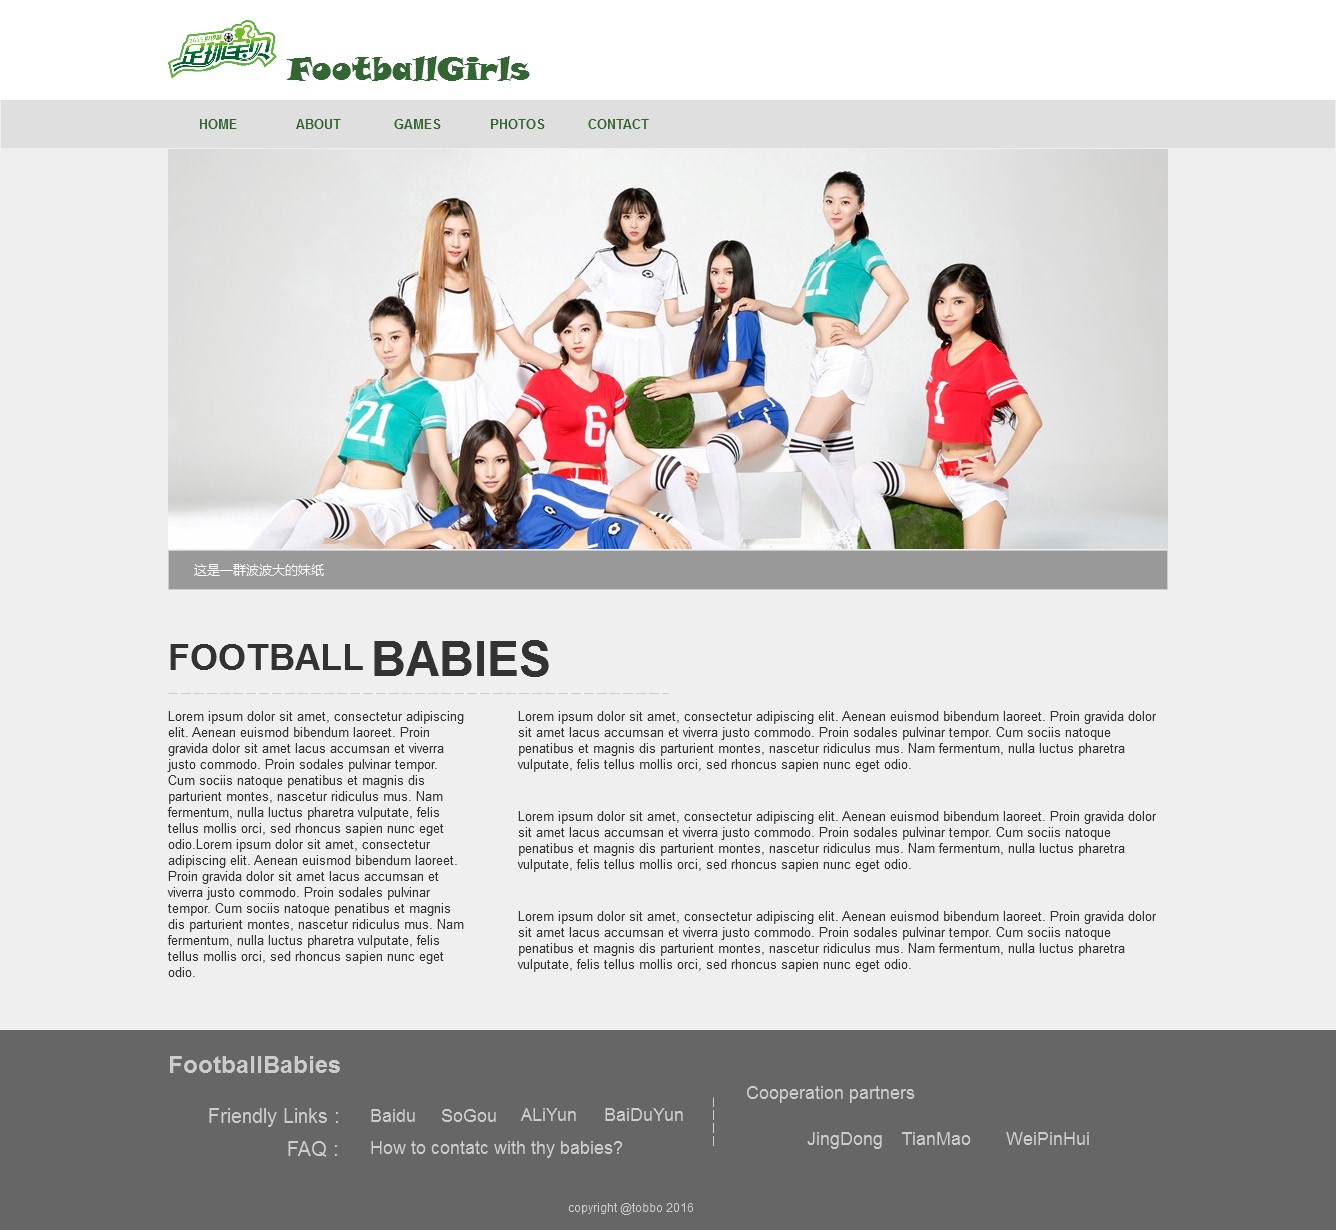 足球宝贝
FootballGirls
HOME ABOUT GAMES PHOTOS CONTACT
21
6
21
1
这是一群波波大的妹纸
FOOTBALL BABIES
Lorem ipsum dolor sit amet, consectetur adipiscing
elit. Aenean euismod bibendum laoreet. Proin
gravida dolor sit amet lacus accumsan et viverra
justo commodo. Proin sodales pulvinar tempor.
Cum sociis natoque penatibus et magnis dis
parturient montes, nascetur ridiculus mus. Nam
fermentum, nulla luctus pharetra vulputate, felis
tellus mollis orci, sed rhoncus sapien nunc eget
odio.Lorem ipsum dolor sit amet, consectetur
adipiscing elit. Aenean euismod bibendum laoreet.
Proin gravida dolor sit amet lacus accumsan et
viverra justo commodo. Proin sodales pulvinar
tempor. Cum sociis natoque penatibus et magnis
dis parturient montes, nascetur ridiculus mus. Nam
fermentum, nulla luctus pharetra vulputate, felis
tellus mollis orci, sed rhoncus sapien nunc eget
odio.
Lorem ipsum dolor sit amet, consectetur adipiscing elit. Aenean euismod bibendum laoreet. Proin gravida dolor
sit amet lacus accumsan et viverra justo commodo. Proin sodales pulvinar tempor. Cum sociis natoque
penatibus et magnis dis parturient montes, nascetur ridiculus mus. Nam fermentum, nulla luctus pharetra
vulputate, felis tellus mollis orci, sed rhoncus sapien nunc eget odio.
Lorem ipsum dolor sit amet, consectetur adipiscing elit. Aenean euismod bibendum laoreet. Proin gravida dolor
sit amet lacus accumsan et viverra justo commodo. Proin sodales pulvinar tempor. Cum sociis natoque
penatibus et magnis dis parturient montes, nascetur ridiculus mus. Nam fermentum, nulla luctus pharetra
vulputate, felis tellus mollis orci, sed rhoncus sapien nunc eget odio.
Lorem ipsum dolor sit amet, consectetur adipiscing elit. Aenean euismod bibendum laoreet. Proin gravida dolor
sit amet lacus accumsan et viverra justo commodo. Proin sodales pulvinar tempor. Cum sociis natoque
penatibus et magnis dis parturient montes, nascetur ridiculus mus. Nam fermentum, nulla luctus pharetra
vulputate, felis tellus mollis orci, sed rhoncus sapien nunc eget odio.
FootballBabies
Friendly Links : Baidu SoGou ALiYun BaiDuYun
FAQ : How to contatc with thy babies?
Cooperation partners
JingDong TianMao WeiPinHui
copyright @tobbo 2016